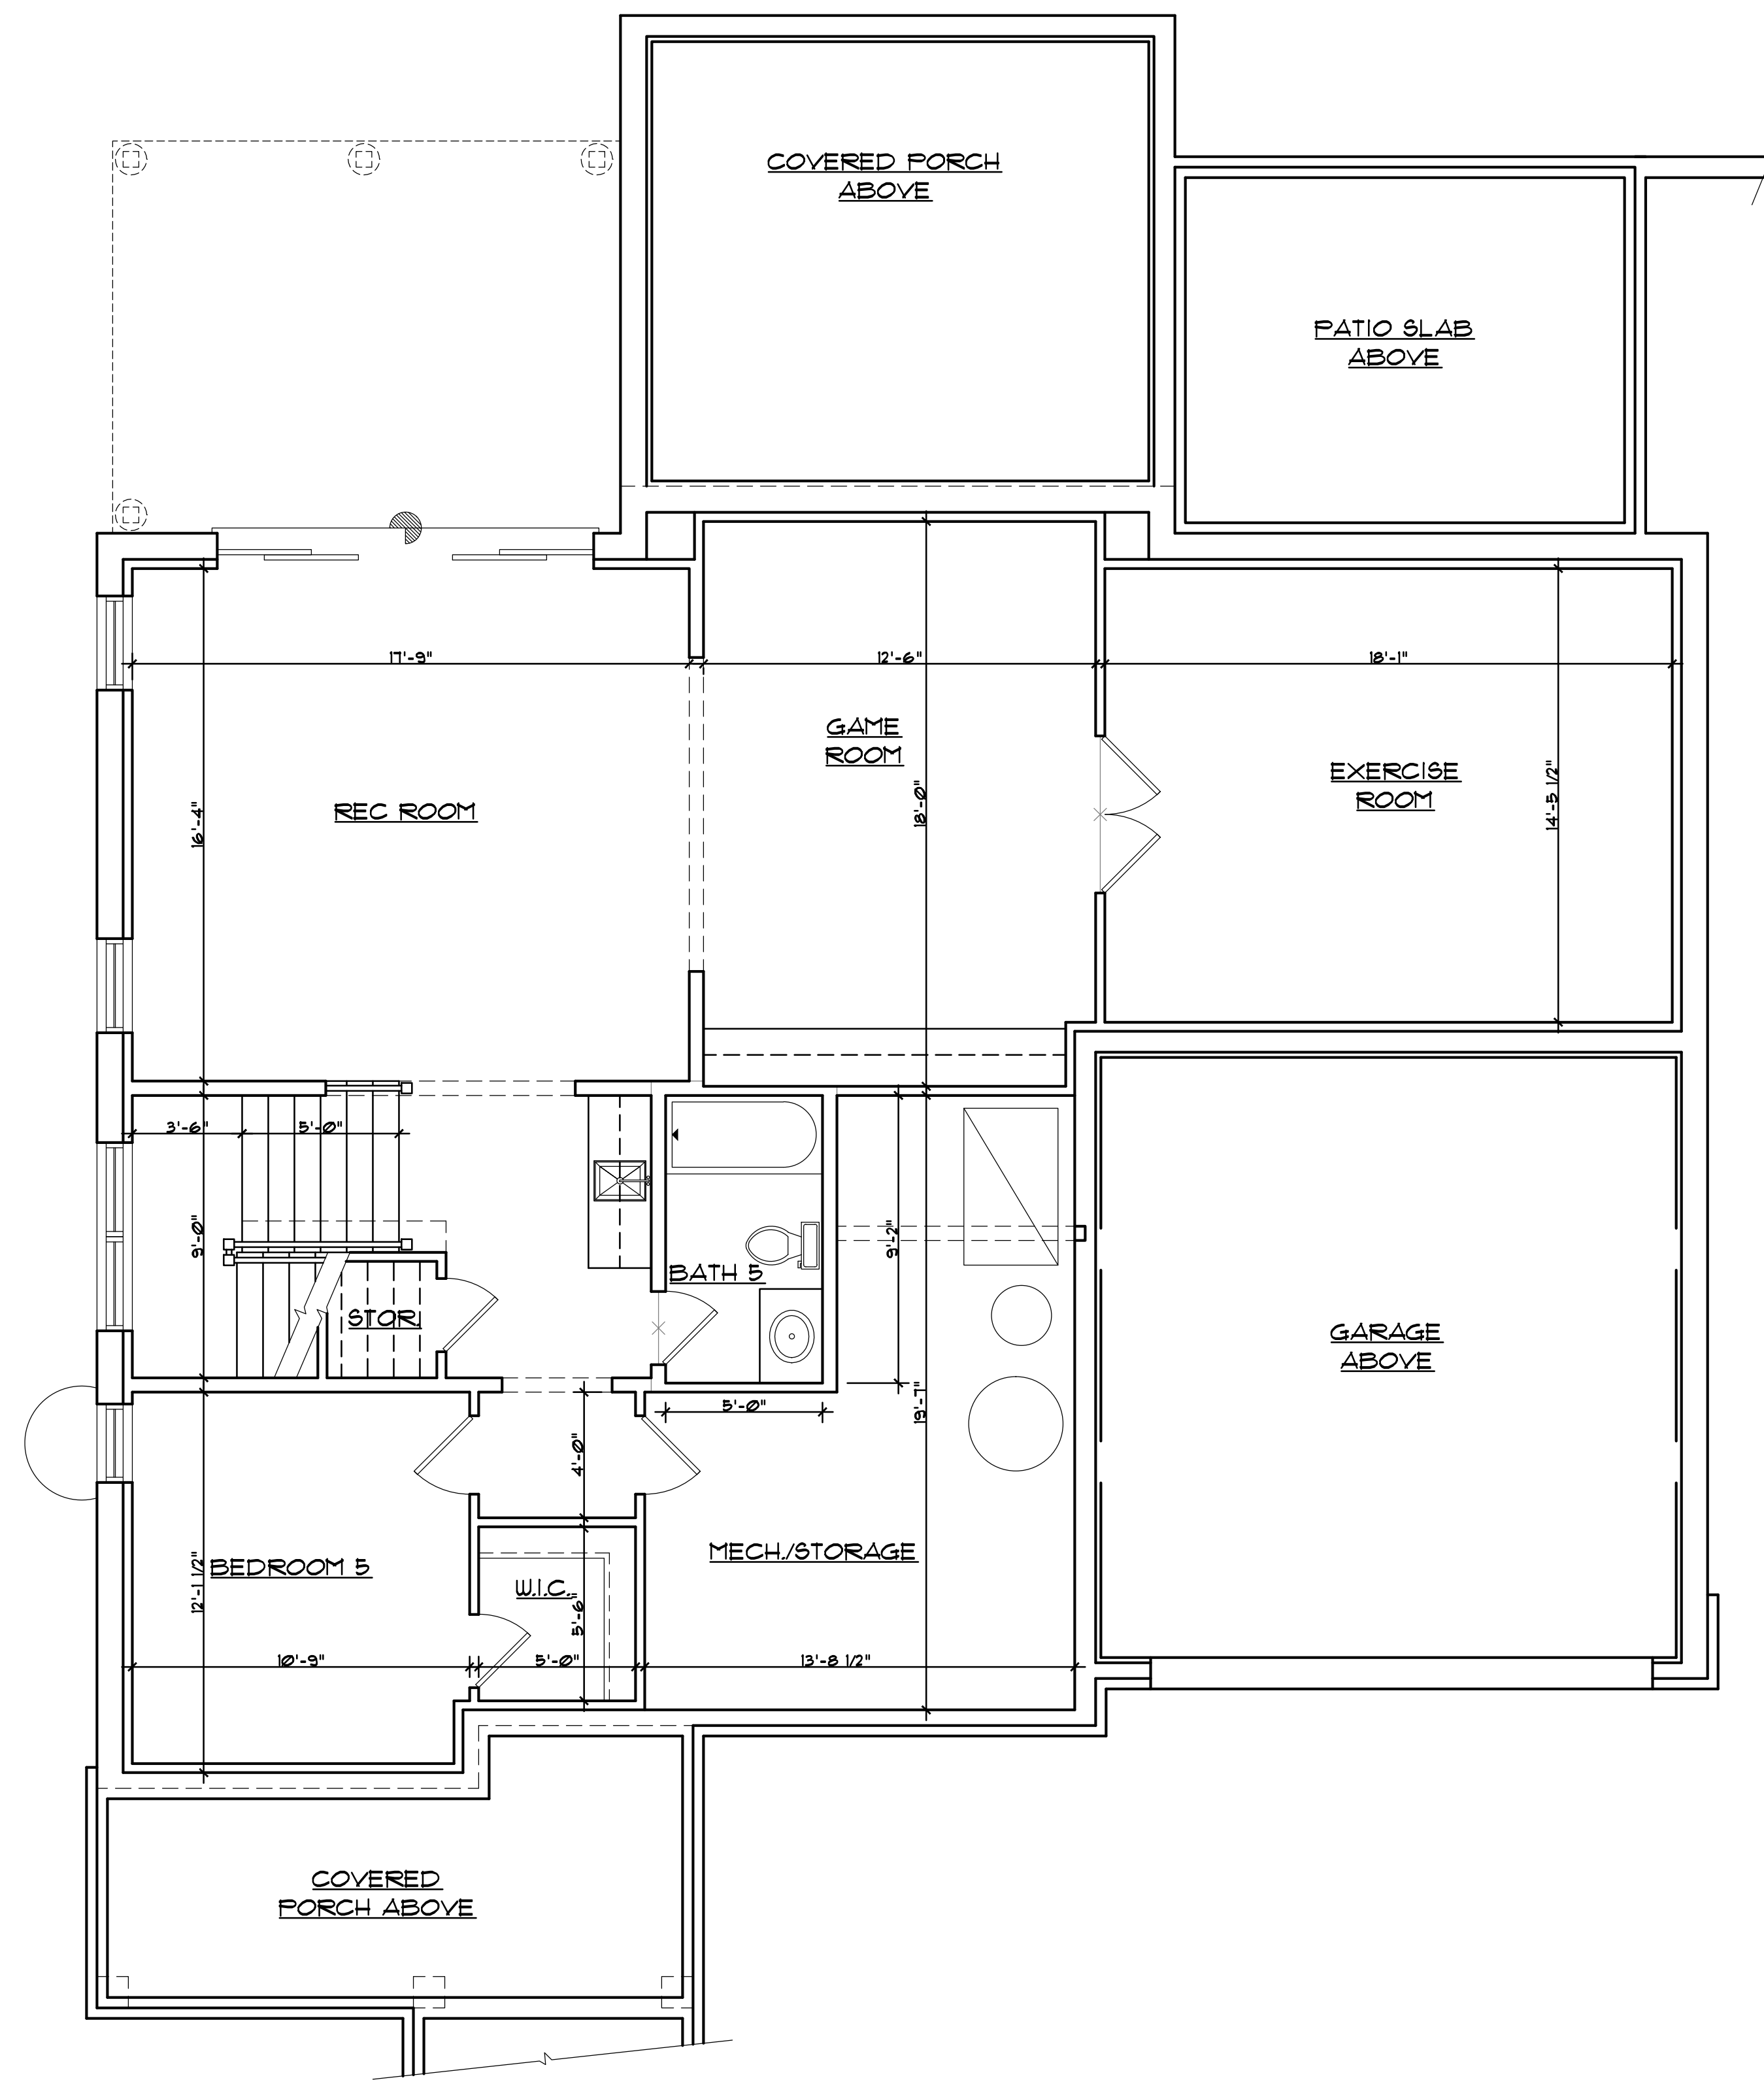 COVERED PORCH
ABOVE
PATIO SLAB
ABOVE
17'-9"
12'-6"
18'-1"
GAME
ROOM
EXERCISE
ROOM
REC ROOM
16'-4"
18'-0"
14'-5 1/2"
3'-6"
5'-0"
9'-0"
9'-2"
BATH 5
STOR.
GARAGE
ABOVE
5'-0"
19'-7"
4'-0"
MECH./STORAGE
BEDROOM 5
12'-1 1/2"
W.I.C.
5'-6"
10'-9"
5'-0"
13'-8 1/2"
COVERED
PORCH ABOVE